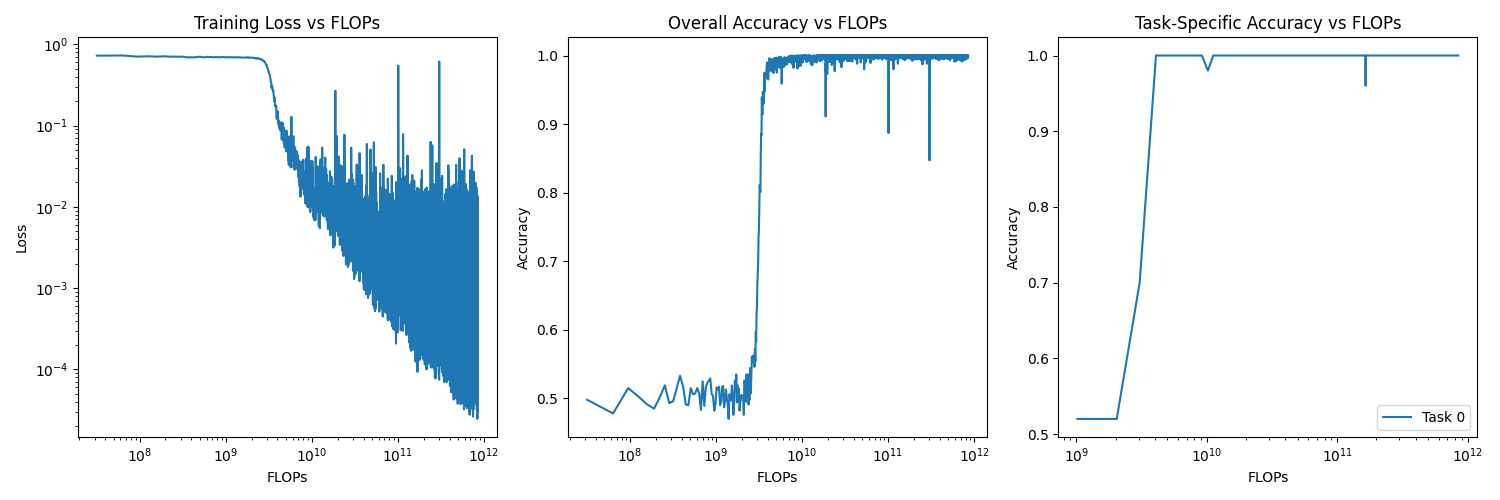 Training Loss vs FLOPs
10⁰
10⁻¹
10⁻²
10⁻³
10⁻⁴
Loss
10⁸ 10⁹ 10¹⁰ 10¹¹ 10¹²
FLOPs
Overall Accuracy vs FLOPs
1.0
0.9
0.8
0.7
0.6
0.5
Accuracy
10⁸ 10⁹ 10¹⁰ 10¹¹ 10¹²
FLOPs
Task-Specific Accuracy vs FLOPs
1.0
0.9
0.8
0.7
0.6
0.5
Accuracy
Task 0
10⁹ 10¹⁰ 10¹¹ 10¹²
FLOPs